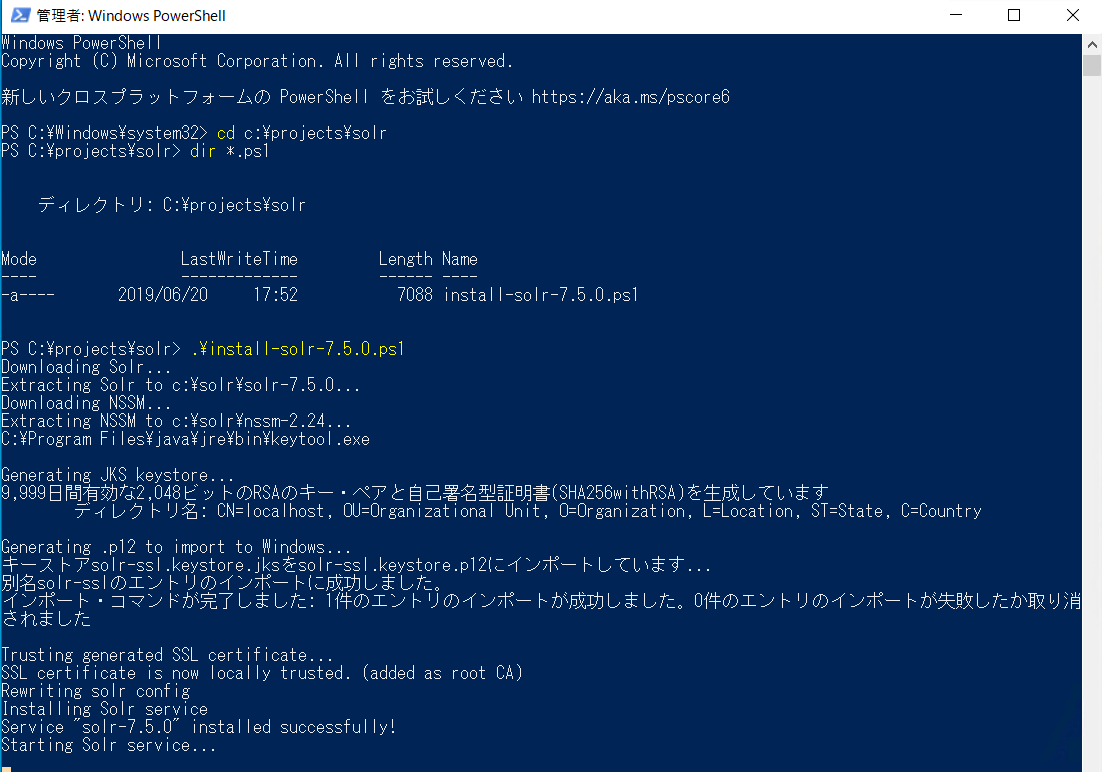 管理者: Windows PowerShell
Windows PowerShell
Copyright (C) Microsoft Corporation. All rights reserved.
新しいクロスプラットフォームの PowerShell をお試しください https://aka.ms/pscore6
PS C:¥Windows¥system32> cd c:¥projects¥solr
PS C:¥projects¥solr> dir *.ps1
ディレクトリ: C:¥projects¥solr
Mode                LastWriteTime         Length Name
----                -------------         ------ ----
-a----       2019/06/20     17:52           7088 install-solr-7.5.0.ps1
PS C:¥projects¥solr> .¥install-solr-7.5.0.ps1
Downloading Solr...
Extracting Solr to c:¥solr¥solr-7.5.0...
Downloading NSSM...
Extracting NSSM to c:¥solr¥nssm-2.24...
C:¥Program Files¥java¥jre¥bin¥keytool.exe
Generating JKS keystore...
9,999日間有効な2,048ビットのRSAのキー・ペアと自己署名型証明書(SHA256withRSA)を生成しています
ディレクトリ名: CN=localhost, OU=Organizational Unit, O=Organization, L=Location, ST=State, C=Country
Generating .p12 to import to Windows...
キーストアsolr-ssl.keystore.jksをsolr-ssl.keystore.p12にインポートしています...
別名solr-sslのエントリのインポートに成功しました。
インポート・コマンドが完了しました: 1件のエントリのインポートが成功しました。0件のエントリのインポートが失敗したか取り消
されました
Trusting generated SSL certificate...
SSL certificate is now locally trusted. (added as root CA)
Rewriting solr config
Installing Solr service
Service "solr-7.5.0" installed successfully!
Starting Solr service...